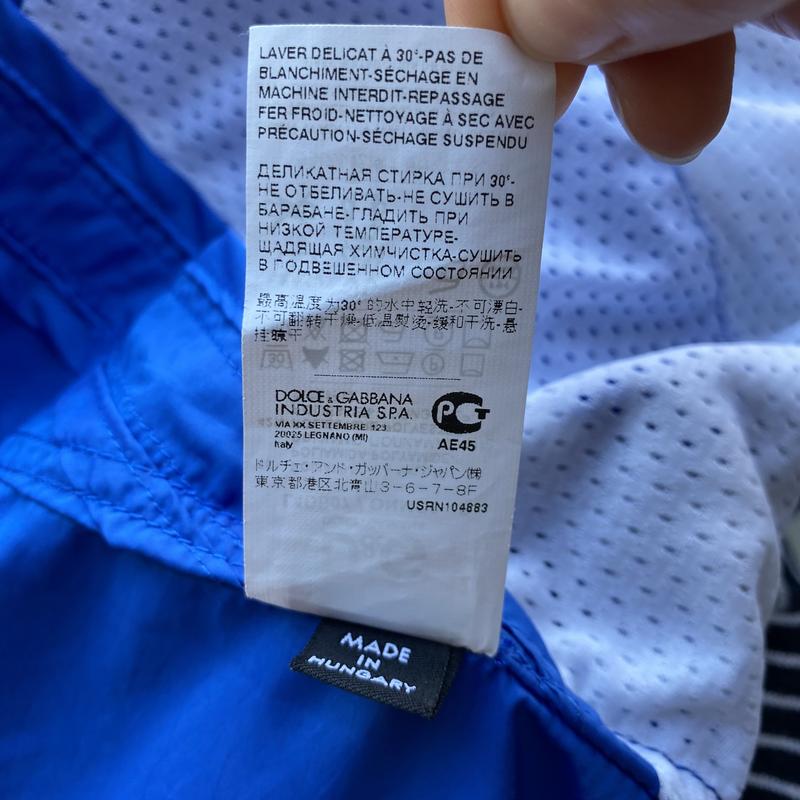 LAVER DELICAT À 30°-PAS DE
BLANCHIMENT-SÉCHAGE EN
MACHINE INTERDIT-REPASSAGE
FER FROID-NETTOYAGE À SEC AVEC
PRÉCAUTION-SÉCHAGE SUSPENDU
ДЕЛИКАТНАЯ СТИРКА ПРИ 30°-
НЕ ОТБЕЛИВАТЬ-НЕ СУШИТЬ В
БАРАБАНЕ-ГЛАДИТЬ ПРИ
НИЗКОЙ ТЕМПЕРАТУРЕ-
ЩАДЯЩАЯ ХИМЧИСТКА-СУШИТЬ
В ПОДВЕШЕННОМ СОСТОЯНИИ
最高温度为30°的水中轻洗-不可漂白-
不可翻转干燥-低温熨烫-缓和干洗-悬
挂晾干
DOLCE & GABBANA
INDUSTRIA S.P.A.
VIA XX SETTEMBRE 123
20025 LEGNANO (MI)
Italy
РСТ
AE45
ドルチェ・アンド・ガッバーナ・ジャパン㈱
東京都港区北青山3-6-7-8F
USRN104883
MADE
IN
HUNGARY